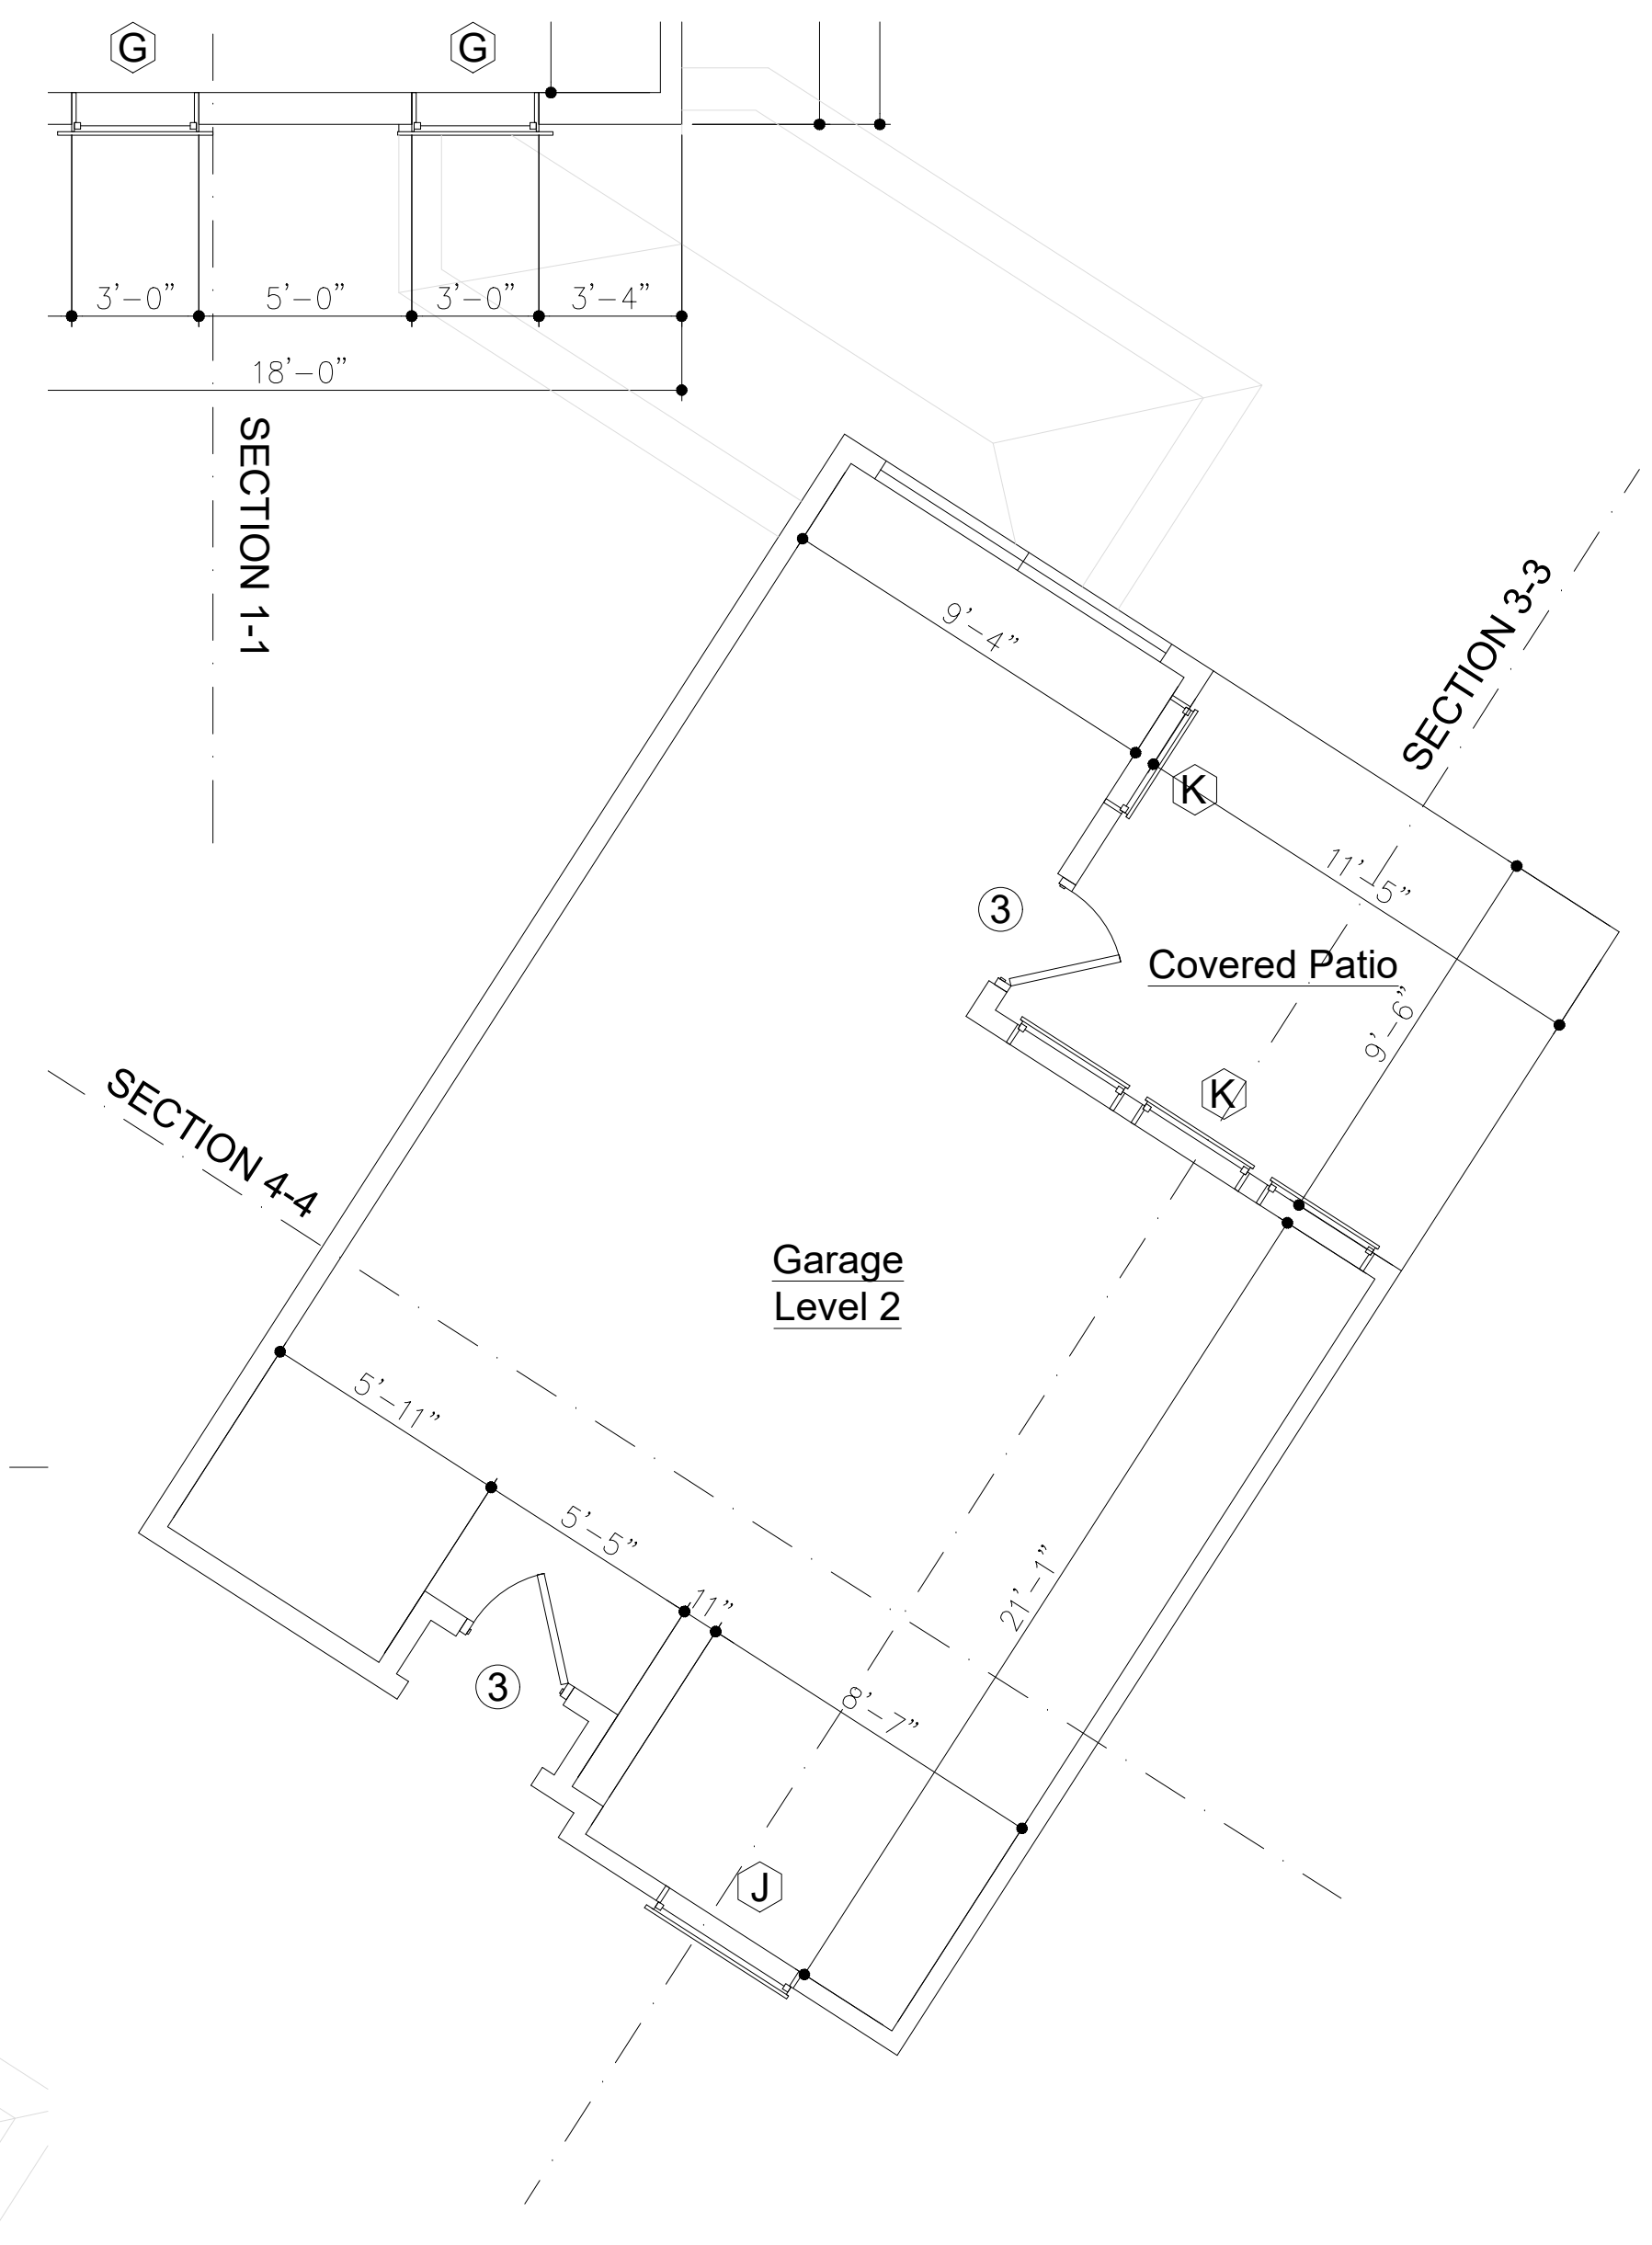 G
G
3'-0"
5'-0"
3'-0"
3'-4"
18'-0"
SECTION 1-1
SECTION 3-3
9'-4"
K
11'-5"
3
Covered Patio
9'-6"
K
SECTION 4-4
Garage
Level 2
5'-11"
5'-5"
11"
21'-1"
3
8'-7"
J